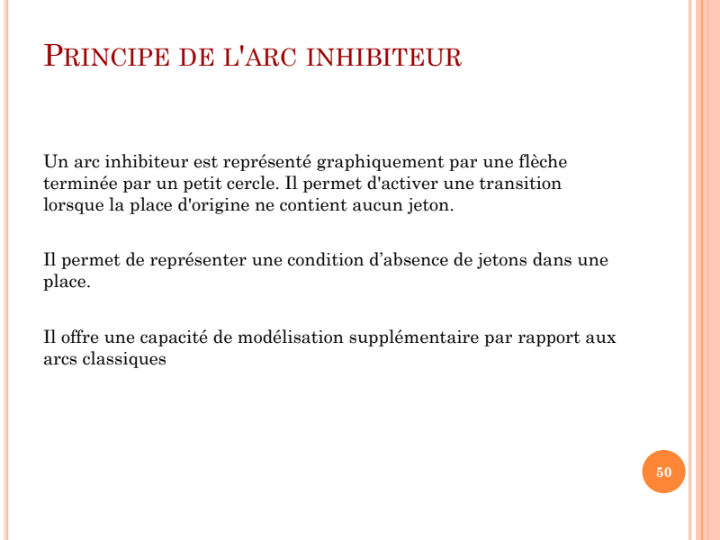 PRINCIPE DE L'ARC INHIBITEUR
Un arc inhibiteur est représenté graphiquement par une flèche
terminée par un petit cercle. Il permet d'activer une transition
lorsque la place d'origine ne contient aucun jeton.
Il permet de représenter une condition d’absence de jetons dans une
place.
Il offre une capacité de modélisation supplémentaire par rapport aux
arcs classiques
50